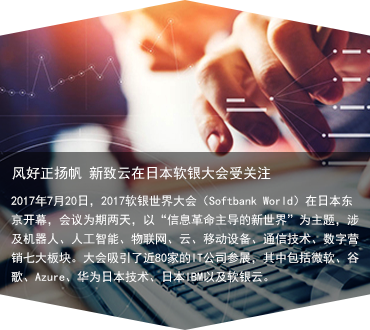 风好正扬帆 新致云在日本软银大会受关注
2017年7月20日，2017软银世界大会（Softbank World）在日本东
京开幕，会议为期两天，以“信息革命主导的新世界”为主题，涉
及机器人、人工智能、物联网、云、移动设备、通信技术、数字营
销七大板块。大会吸引了近80家的IT公司参展，其中包括微软、谷
歌、Azure、华为日本技术、日本IBM以及软银云。